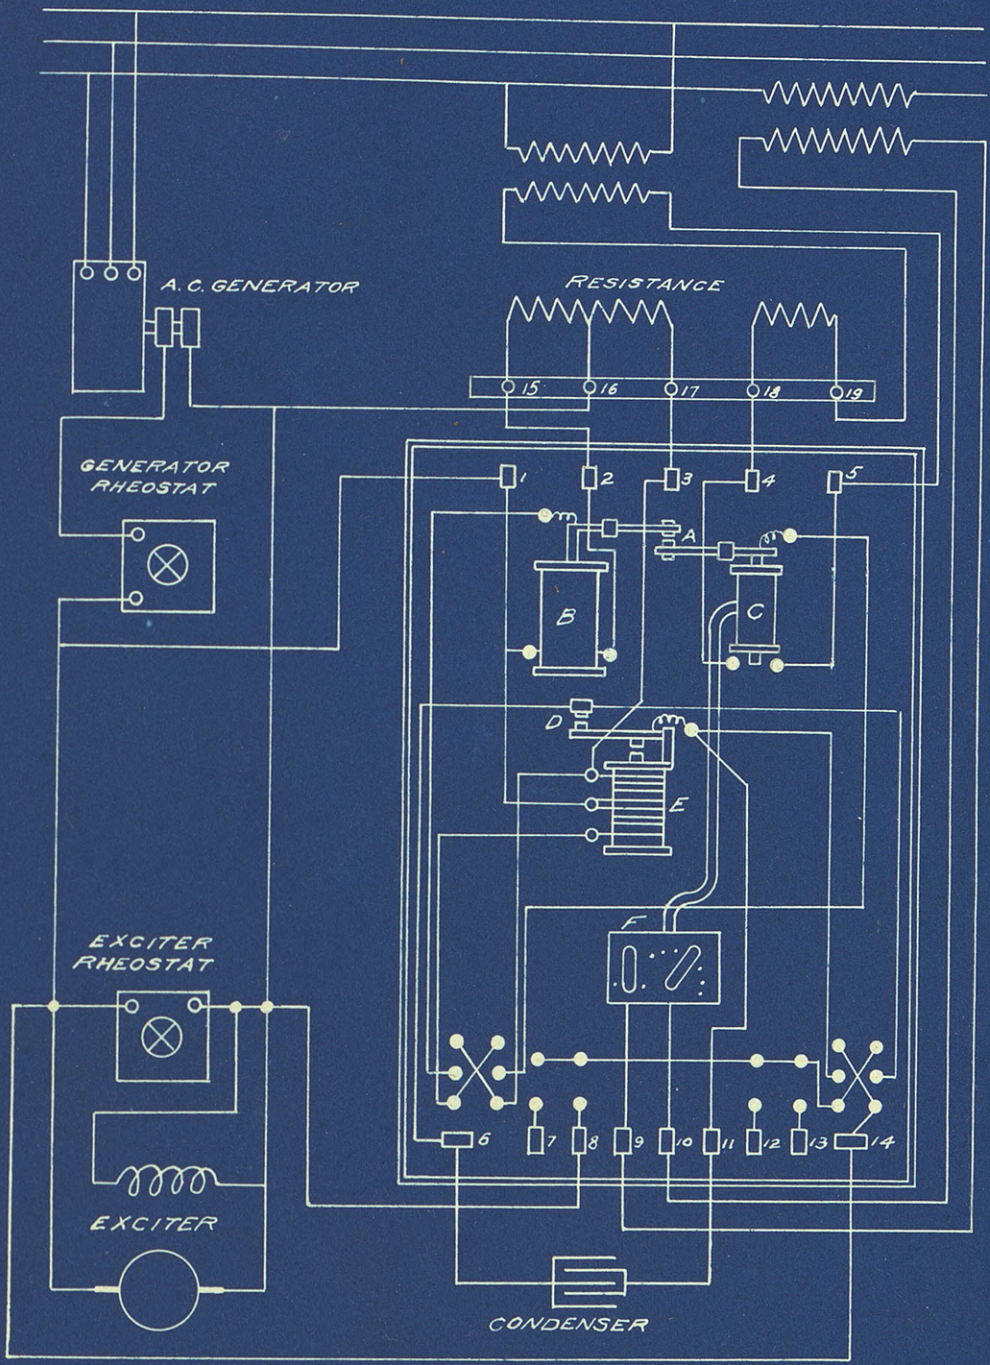 A.C. GENERATOR
RESISTANCE
15 16 17 18 19
GENERATOR
RHEOSTAT
1 2 3 4 5
A
B
C
D
E
EXCITER
RHEOSTAT
F
6 7 8 9 10 11 12 13 14
EXCITER
CONDENSER